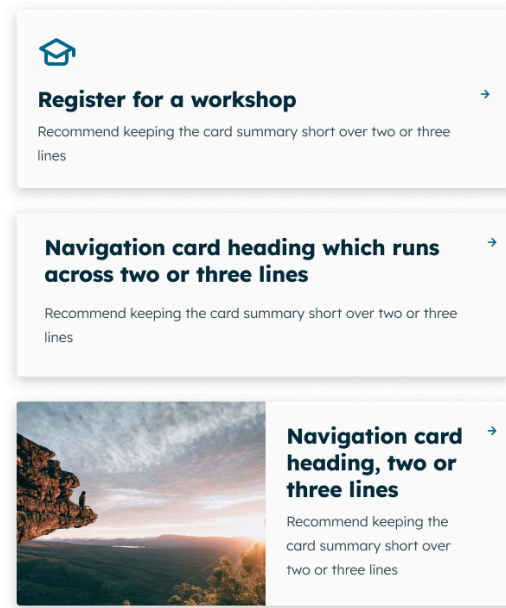 Register for a workshop
Recommend keeping the card summary short over two or three
lines
Navigation card heading which runs
across two or three lines
Recommend keeping the card summary short over two or three
lines
Navigation card
heading, two or
three lines
Recommend keeping the
card summary short over
two or three lines